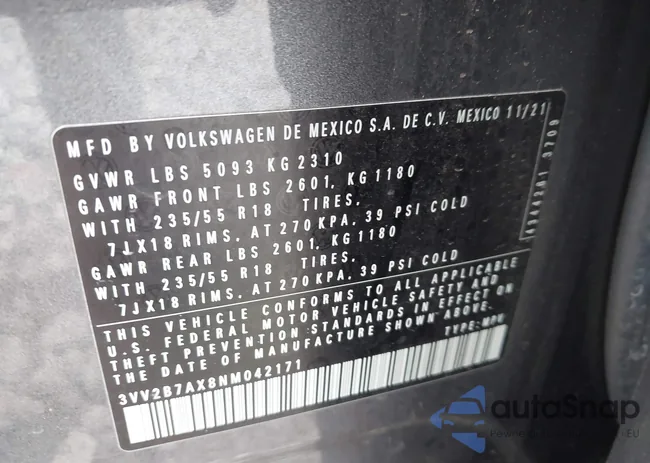 MFD BY VOLKSWAGEN DE MEXICO S.A. DE C.V. MEXICO 11/21
GVWR LBS 5093 KG 2310
GAWR FRONT LBS 2601, KG 1180
WITH 235/55 R18 TIRES,
7JX18 RIMS, AT 270 KPA, 39 PSI COLD
GAWR REAR LBS 2601, KG 1180
WITH 235/55 R18 TIRES,
7JX18 RIMS, AT 270 KPA, 39 PSI COLD
THIS VEHICLE CONFORMS TO ALL APPLICABLE
U.S. FEDERAL MOTOR VEHICLE SAFETY AND
THEFT PREVENTION STANDARDS IN EFFECT ON
THE DATE OF MANUFACTURE SHOWN ABOVE.
TYPE: MPV
3VV2B7AX8NM042171
3709
autoSnap